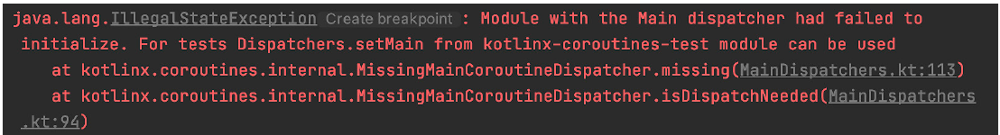 java.lang.IllegalStateException Create breakpoint : Module with the Main dispatcher had failed to
initialize. For tests Dispatchers.setMain from kotlinx-coroutines-test module can be used
at kotlinx.coroutines.internal.MissingMainCoroutineDispatcher.missing(MainDispatchers.kt:113)
at kotlinx.coroutines.internal.MissingMainCoroutineDispatcher.isDispatchNeeded(MainDispatchers
.kt:94)